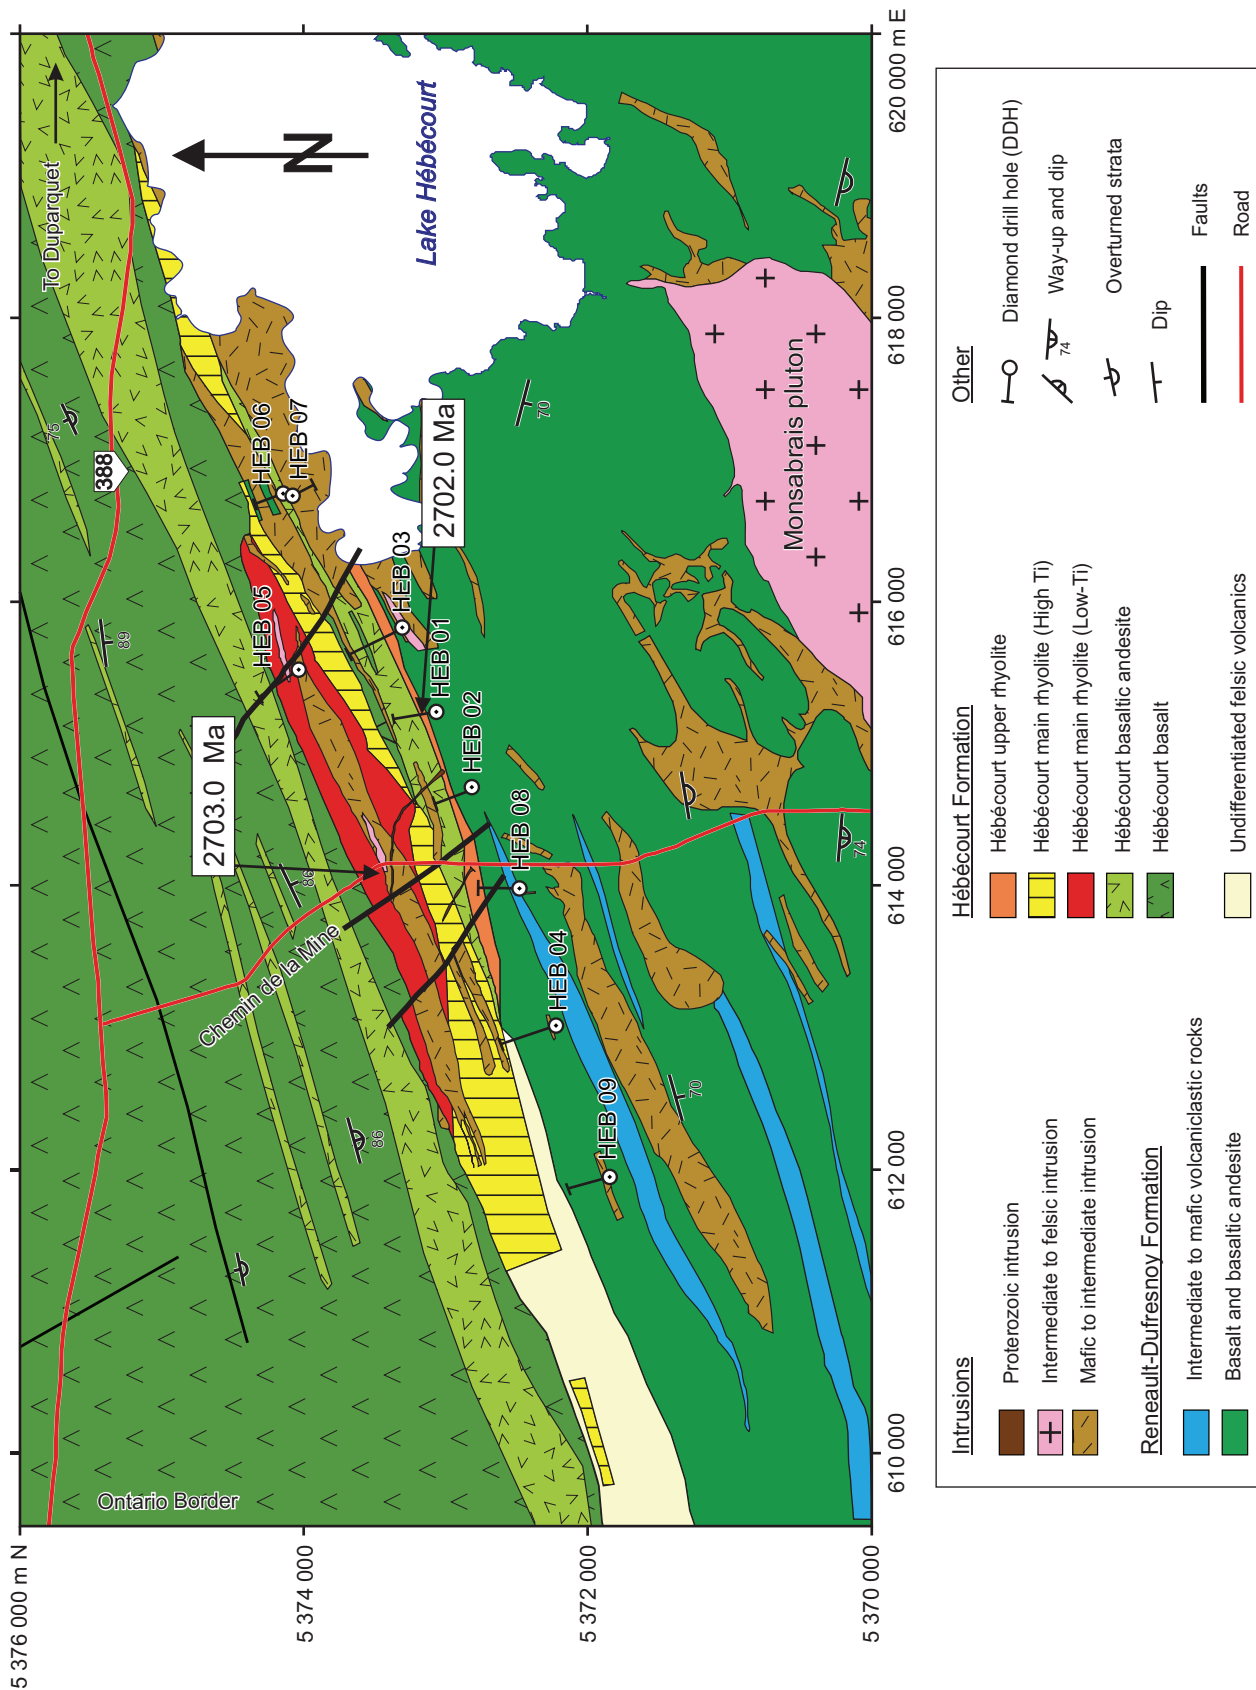 5 376 000 m N
5 374 000
5 372 000
5 370 000
610 000
612 000
614 000
616 000
618 000
620 000 m E
To Duparquet
N
Lake Hébécourt
388
75
89
86
86
70
70
74
HEB 06
HEB 07
2702.0 Ma
HEB 03
HEB 05
HEB 01
HEB 02
2703.0 Ma
HEB 08
HEB 04
HEB 09
Chemin de la Mine
Monsabrais pluton
Ontario Border
Intrusions
Proterozoic intrusion
Intermediate to felsic intrusion
Mafic to intermediate intrusion
Reneault-Dufresnoy Formation
Intermediate to mafic volcaniclastic rocks
Basalt and basaltic andesite
Hébécourt Formation
Hébécourt upper rhyolite
Hébécourt main rhyolite (High Ti)
Hébécourt main rhyolite (Low-Ti)
Hébécourt basaltic andesite
Hébécourt basalt
Undifferentiated felsic volcanics
Other
Diamond drill hole (DDH)
74
Way-up and dip
Overturned strata
Dip
Faults
Road